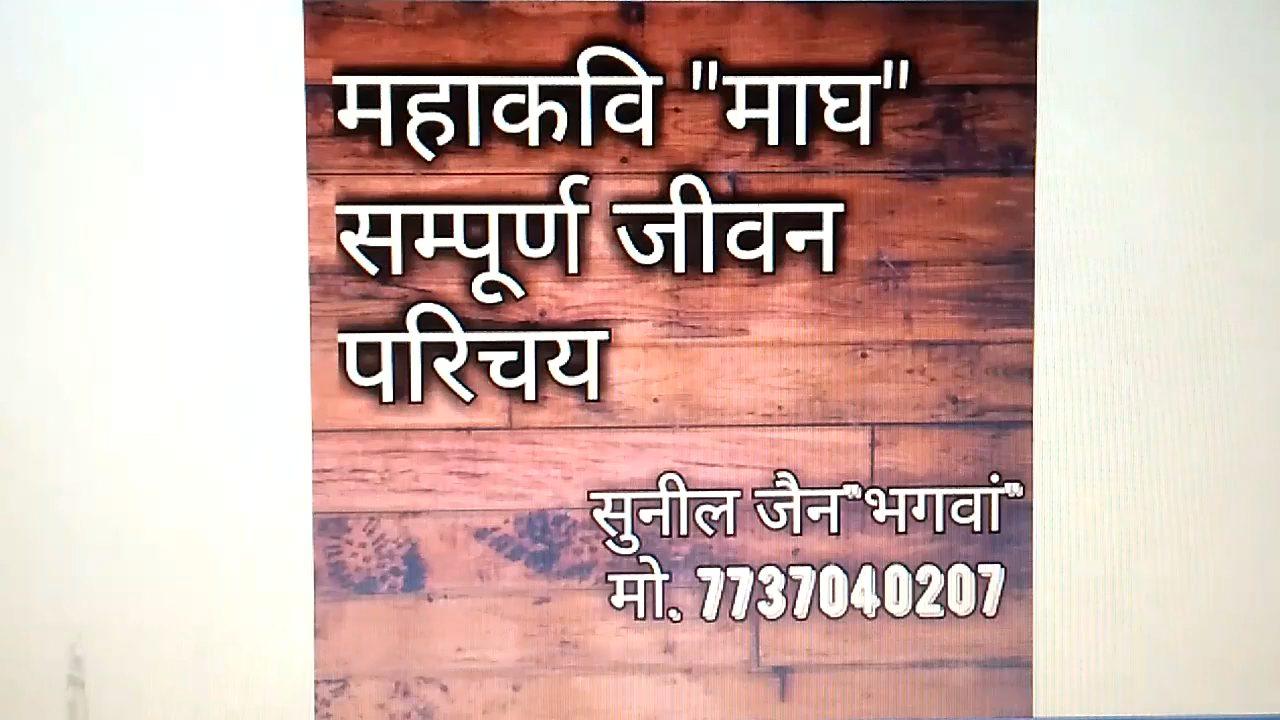 महाकवि "माघ"
सम्पूर्ण जीवन
परिचय
सुनील जैन"भगवां"
मो. 7737040207